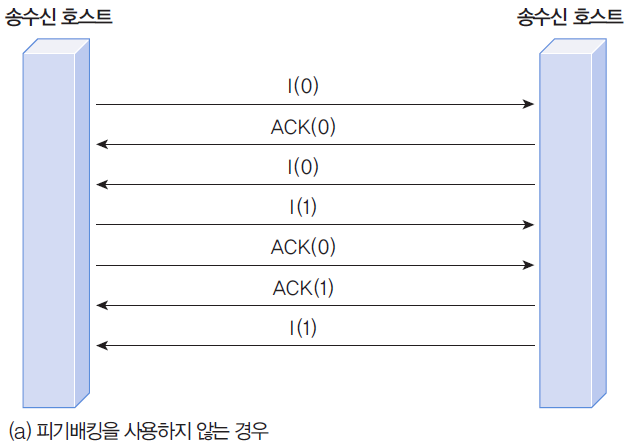 송수신 호스트 송수신 호스트
I(0)
ACK(0)
I(0)
I(1)
ACK(0)
ACK(1)
I(1)
(a) 피기배킹을 사용하지 않는 경우